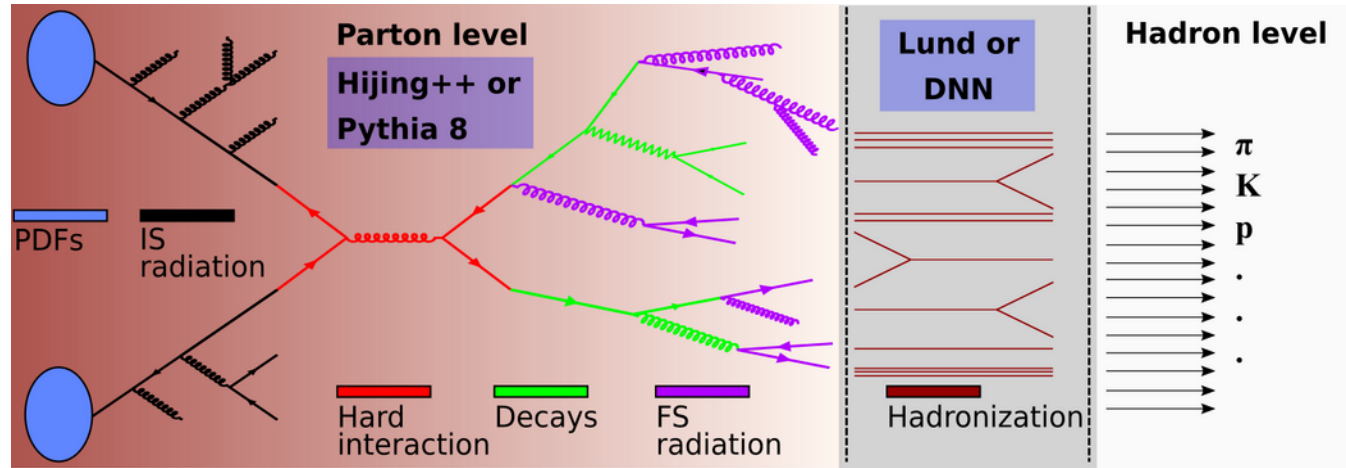 Parton level
Hijing++ or
Pythia 8
Lund or
DNN
Hadron level
π
K
p
.
.
.
PDFs
IS
radiation
Hard
interaction
Decays
FS
radiation
Hadronization